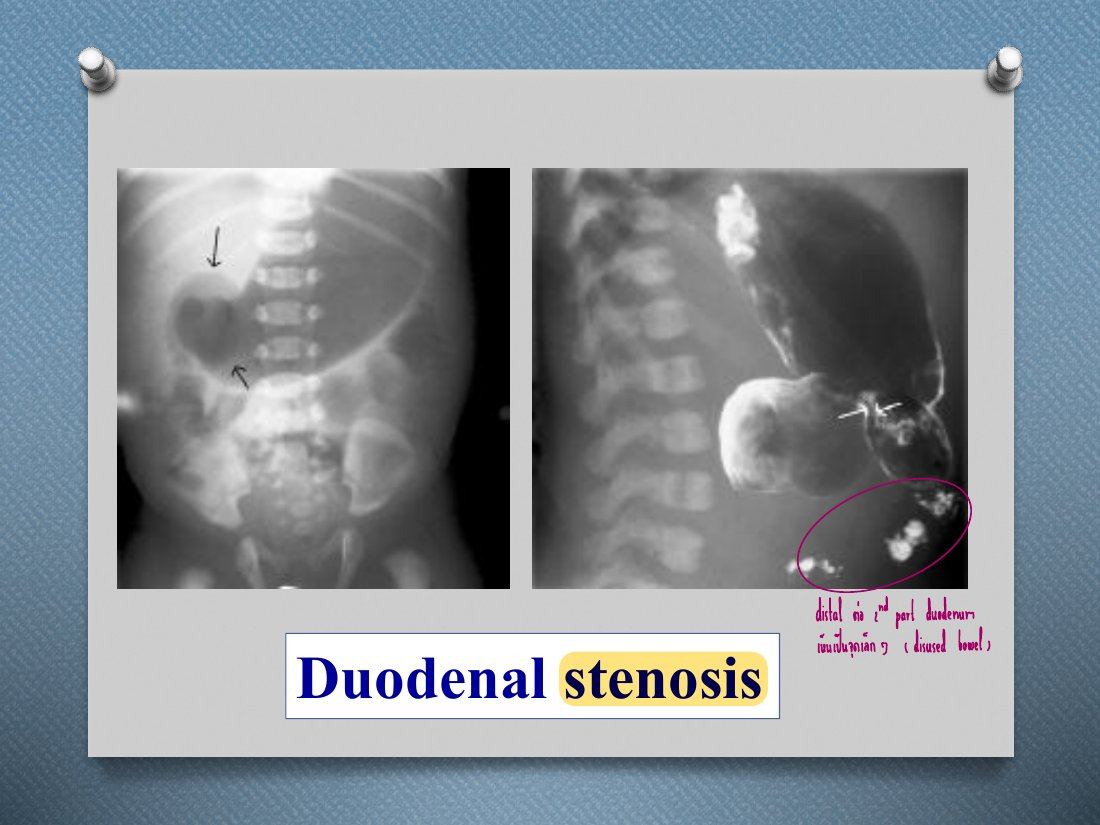 distal ต่อ 2nd part duodenum
เห็นเป็นจุดเล็ก ๆ ( disused bowel )
Duodenal stenosis